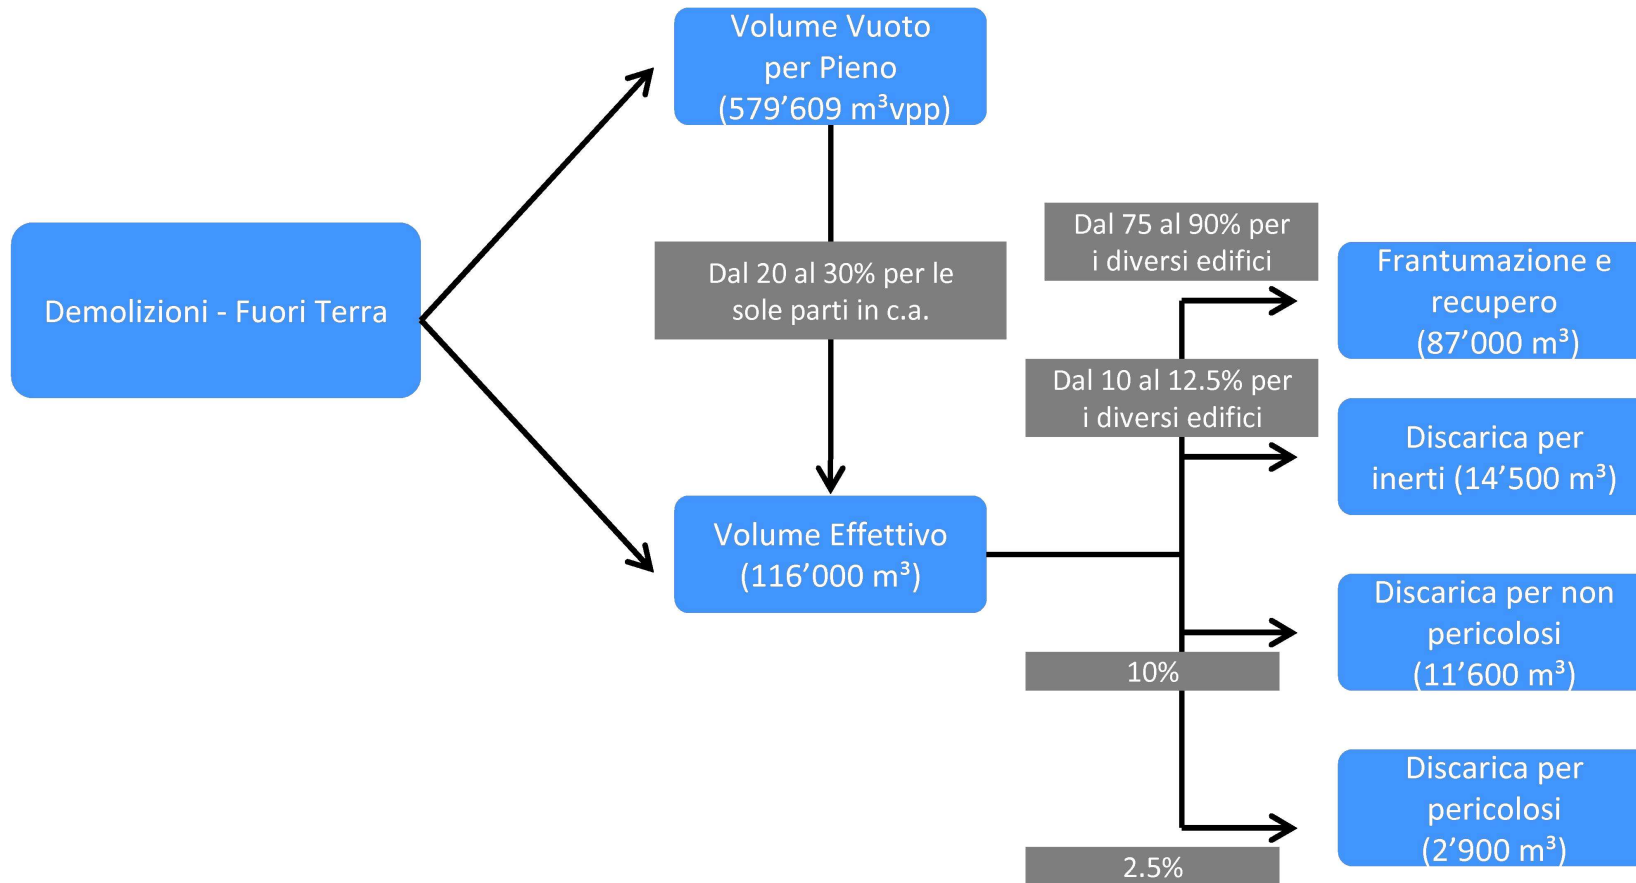 Volume Vuoto
per Pieno
(579’609 m³vpp)
Demolizioni - Fuori Terra
Dal 20 al 30% per le
sole parti in c.a.
Volume Effettivo
(116’000 m³)
Dal 75 al 90% per
i diversi edifici
Frantumazione e
recupero
(87’000 m³)
Dal 10 al 12.5% per
i diversi edifici
Discarica per
inerti (14’500 m³)
10%
Discarica per non
pericolosi
(11’600 m³)
2.5%
Discarica per
pericolosi
(2’900 m³)